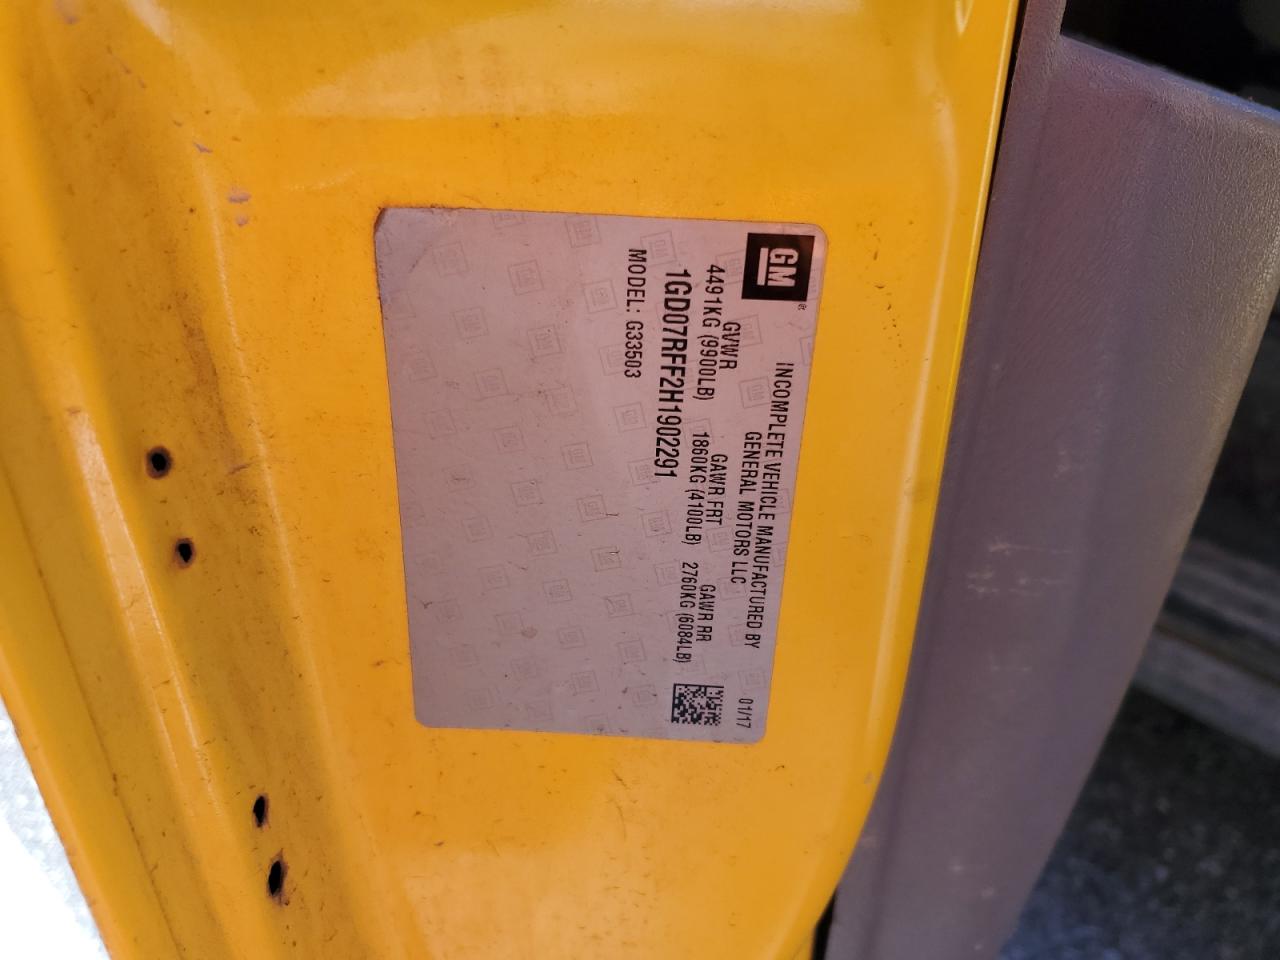 GM
INCOMPLETE VEHICLE MANUFACTURED BY
GENERAL MOTORS LLC
01/17
GVWR GAWR FRT GAWR RR
4491KG (9900LB) 1860KG (4100LB) 2760KG (6084LB)
1GD07RFF2H1902291
MODEL: G33503